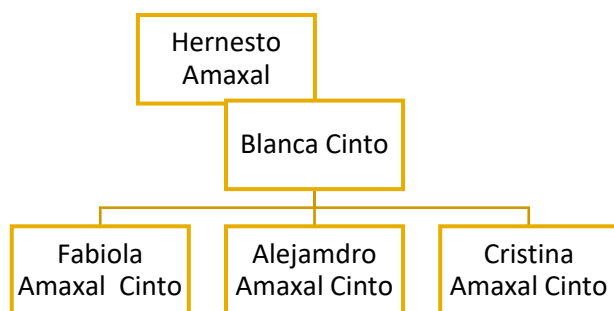 Hernesto
Amaxal
Blanca Cinto
Fabiola
Amaxal  Cinto
Alejamdro
Amaxal Cinto
Cristina
Amaxal Cinto